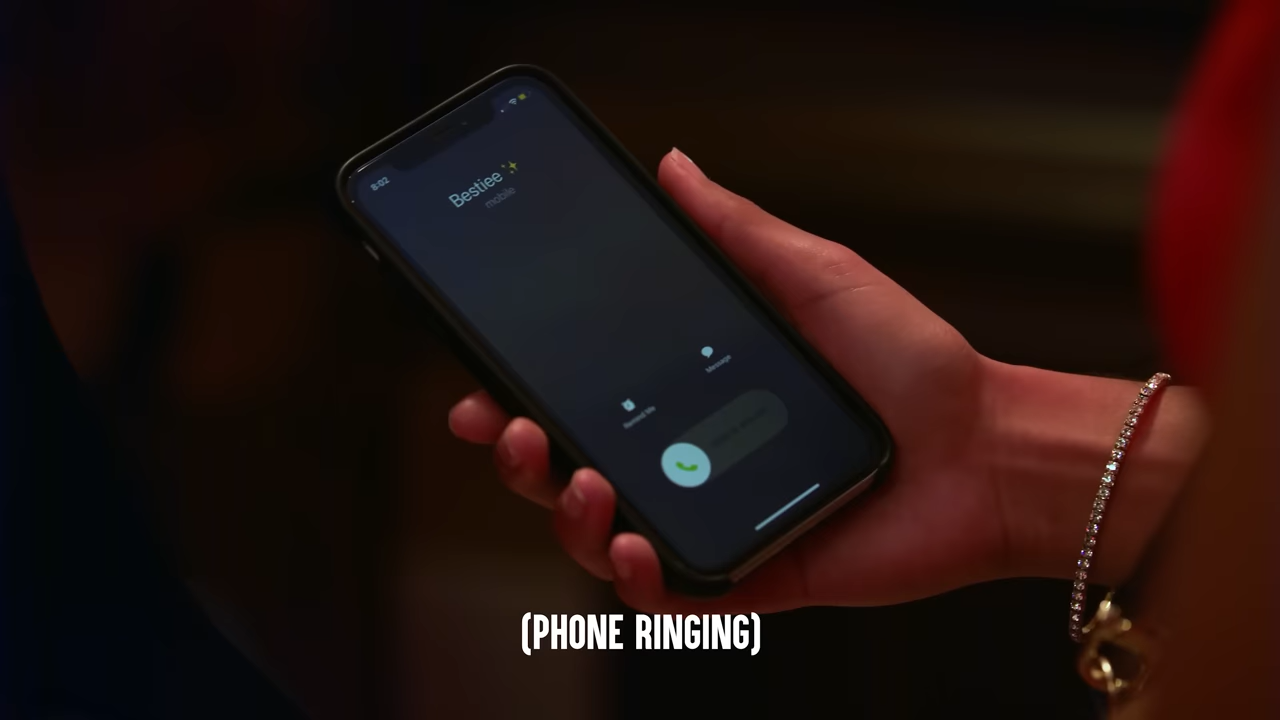 8:02
Bestiee ✨
mobile
Message
Remind Me
(PHONE RINGING)